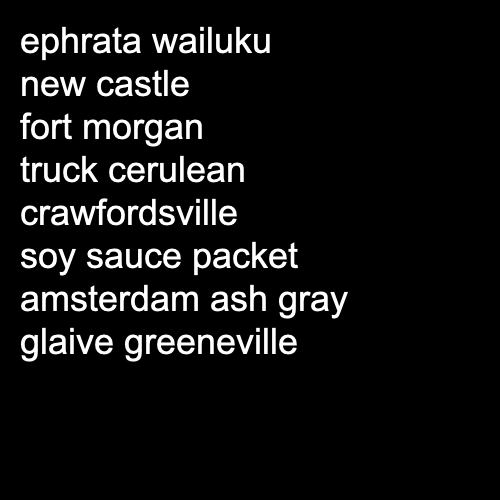 ephrata wailuku
new castle
fort morgan
truck cerulean
crawfordsville
soy sauce packet
amsterdam ash gray
glaive greeneville